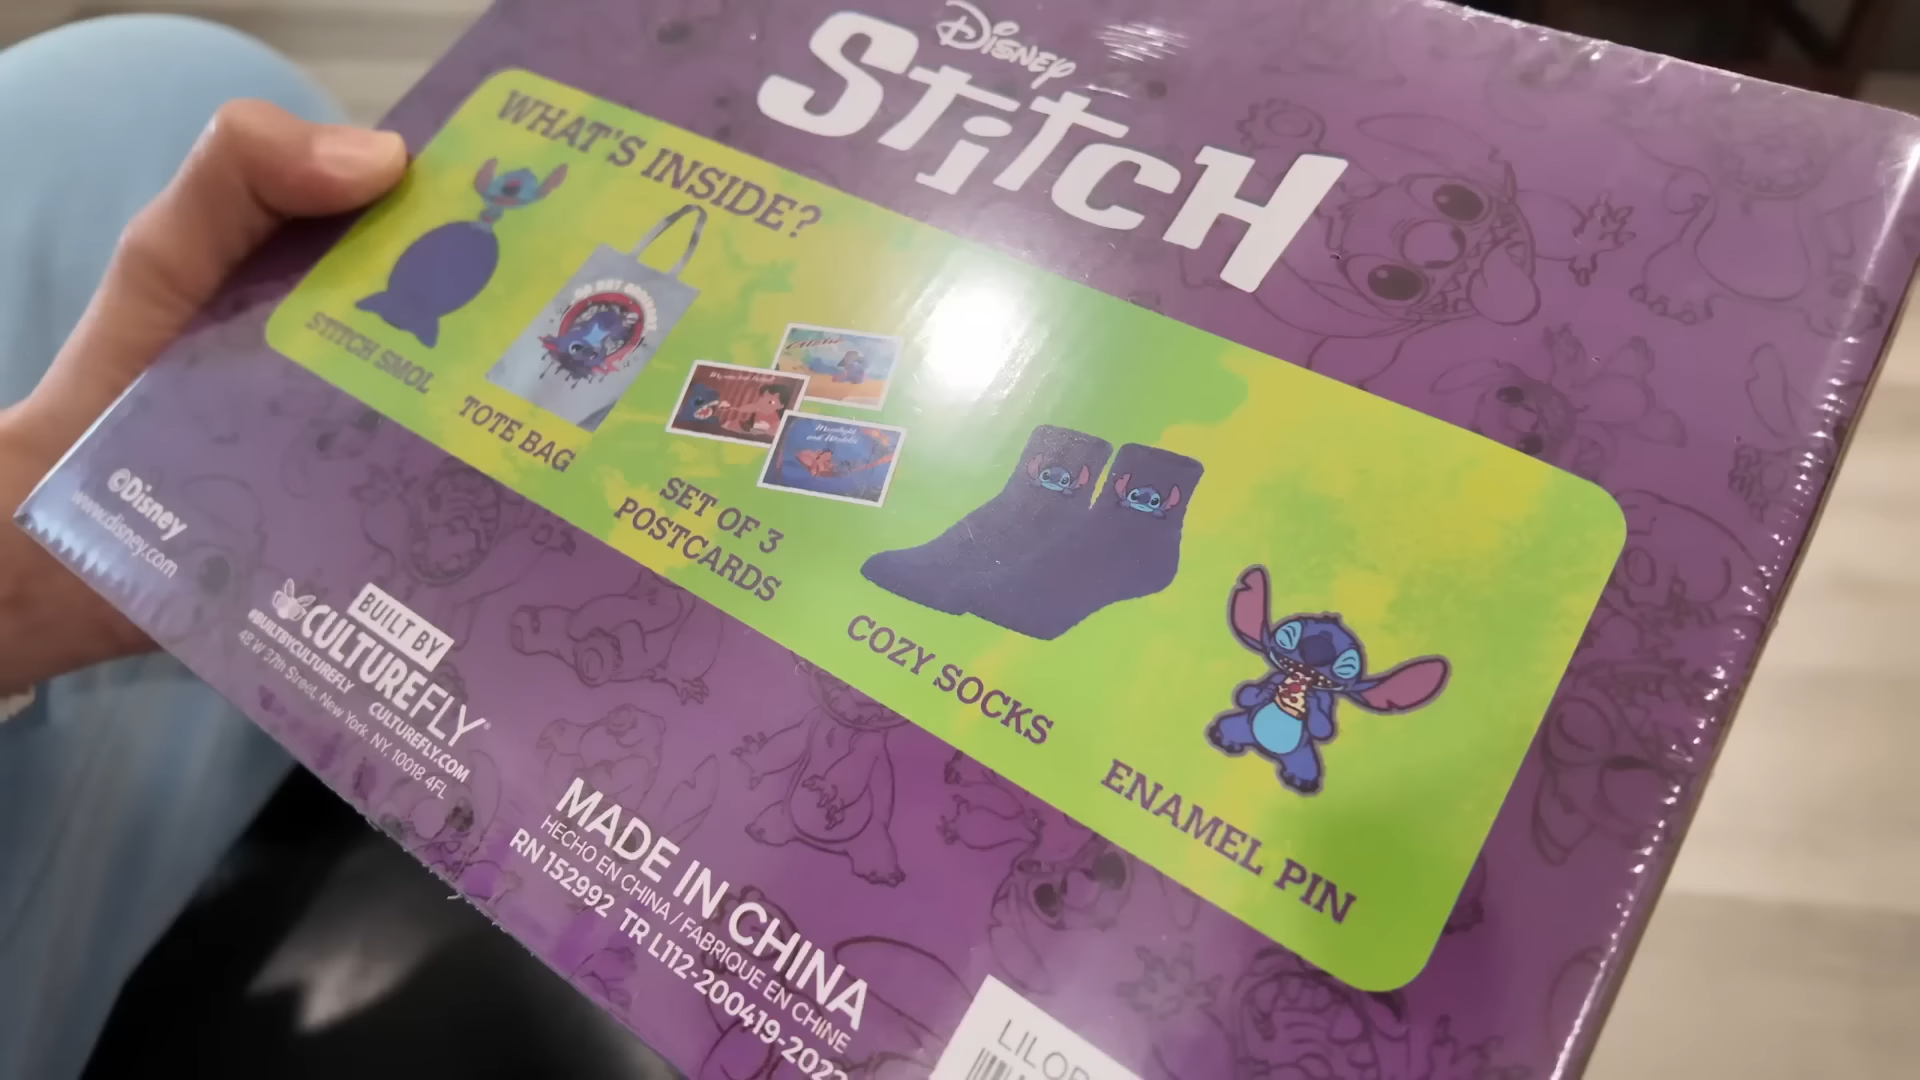 Disney
Stitch
WHAT'S INSIDE?
STITCH SMOL
TOTE BAG
SET OF 3
POSTCARDS
COZY SOCKS
ENAMEL PIN
©Disney
www.disney.com
BUILT BY
CULTUREFLY®
#BUILTBYCULTUREFLY CULTUREFLY.COM
48 W 37th Street, New York, NY, 10018 4FL
MADE IN CHINA
HECHO EN CHINA / FABRIQUE EN CHINE
RN 152992 TR L112-200419-2022